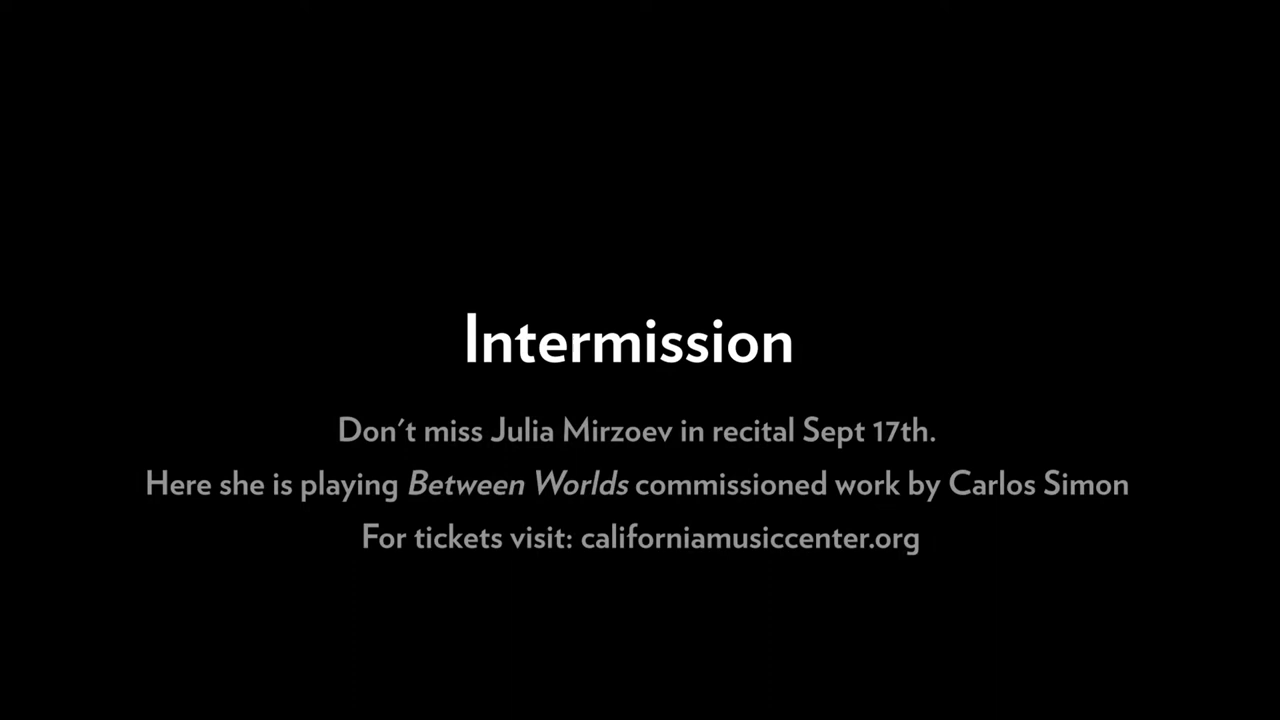 Intermission
Don't miss Julia Mirzoev in recital Sept 17th.
Here she is playing Between Worlds commissioned work by Carlos Simon
For tickets visit: californiamusiccenter.org